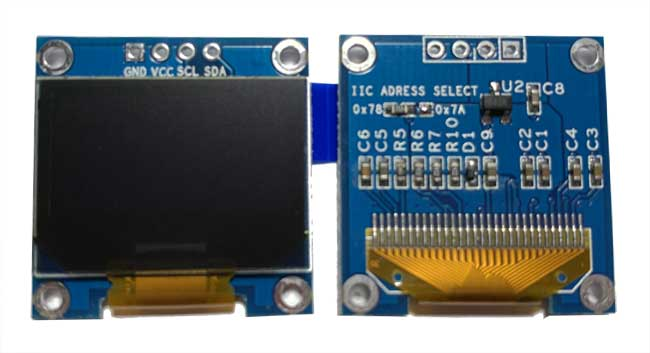 GND VCC SCL SDA
IIC ADRESS SELECT
0x78 0x7A
U2
C8
C6 C5 R5 R6 R7 R10 D1 C9 C2 C1 C4 C3